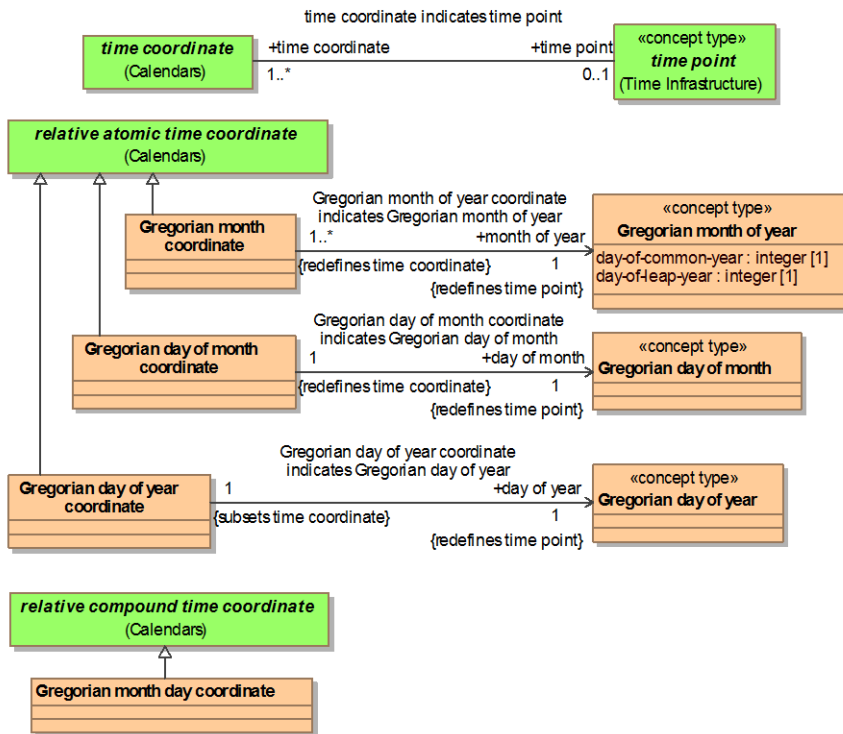 time coordinate indicates time point
time coordinate
(Calendars)
+time coordinate
1..*
+time point
0..1
«concept type»
time point
(Time Infrastructure)
relative atomic time coordinate
(Calendars)
Gregorian month
coordinate
Gregorian month of year coordinate
indicates Gregorian month of year
1..*
+month of year
{redefines time coordinate}
1
{redefines time point}
«concept type»
Gregorian month of year
day-of-common-year : integer [1]
day-of-leap-year : integer [1]
Gregorian day of month
coordinate
Gregorian day of month coordinate
indicates Gregorian day of month
1
+day of month
{redefines time coordinate}
1
{redefines time point}
«concept type»
Gregorian day of month
Gregorian day of year
coordinate
Gregorian day of year coordinate
indicates Gregorian day of year
1
+day of year
{subsets time coordinate}
1
{redefines time point}
«concept type»
Gregorian day of year
relative compound time coordinate
(Calendars)
Gregorian month day coordinate